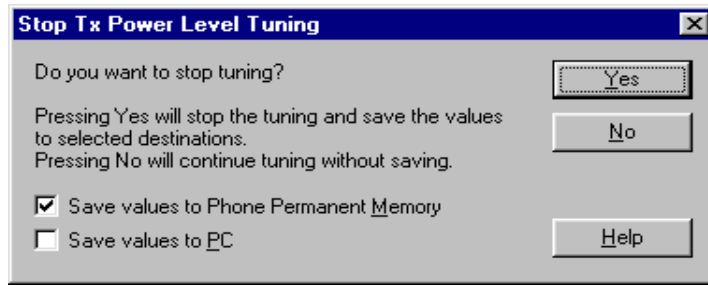 Stop Tx Power Level Tuning
Do you want to stop tuning?
Yes
Pressing Yes will stop the tuning and save the values
to selected destinations.
Pressing No will continue tuning without saving.
No
Save values to Phone Permanent Memory
Save values to PC
Help